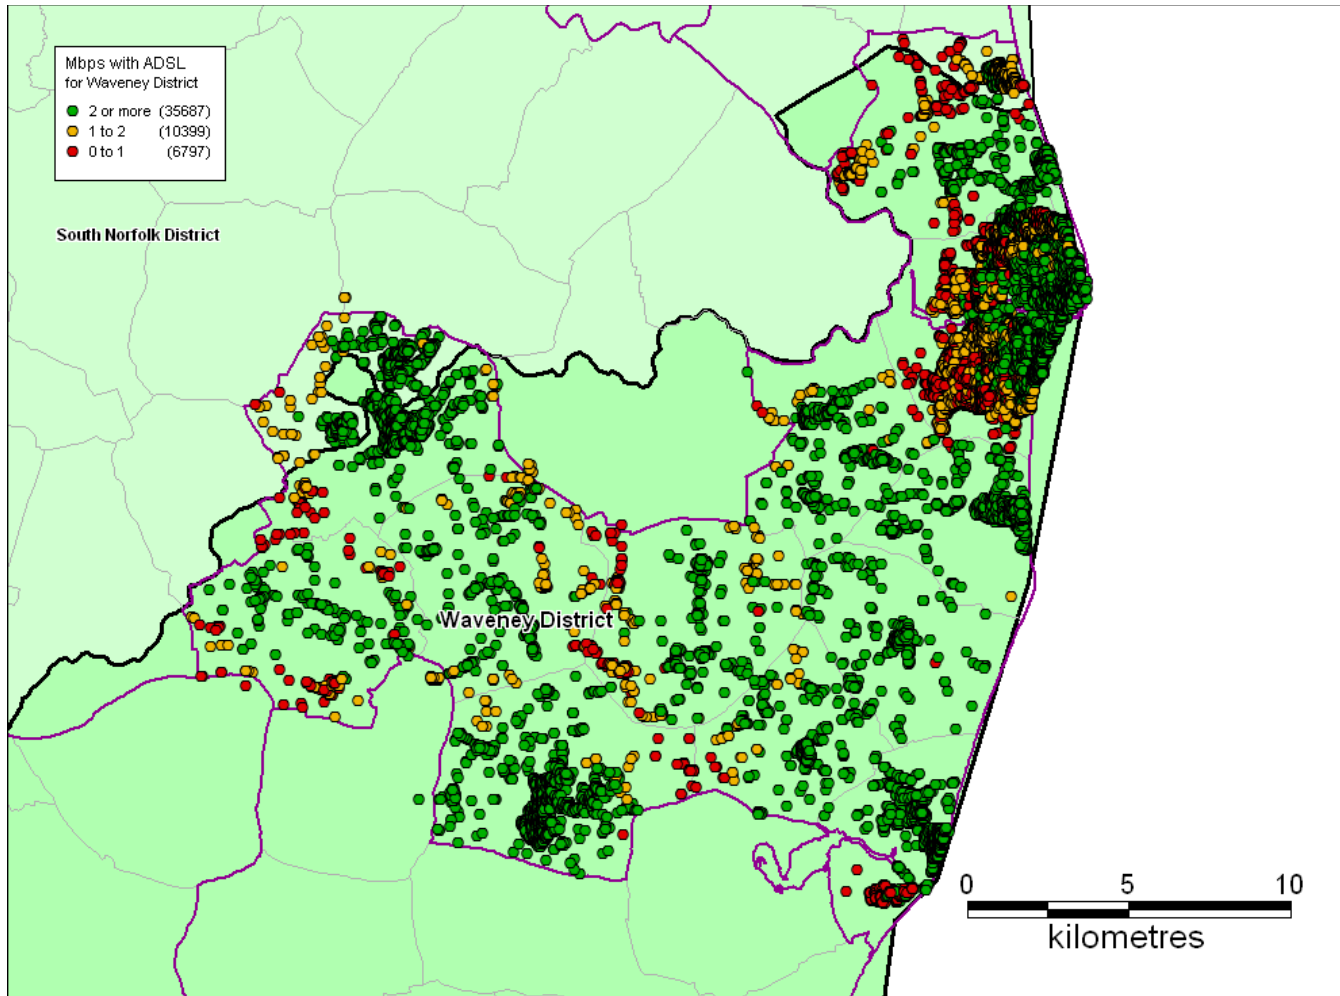 Mbps with ADSL
for Waveney District
2 or more (35687)
1 to 2 (10399)
0 to 1 (6797)
South Norfolk District
Waveney District
0 5 10
kilometres